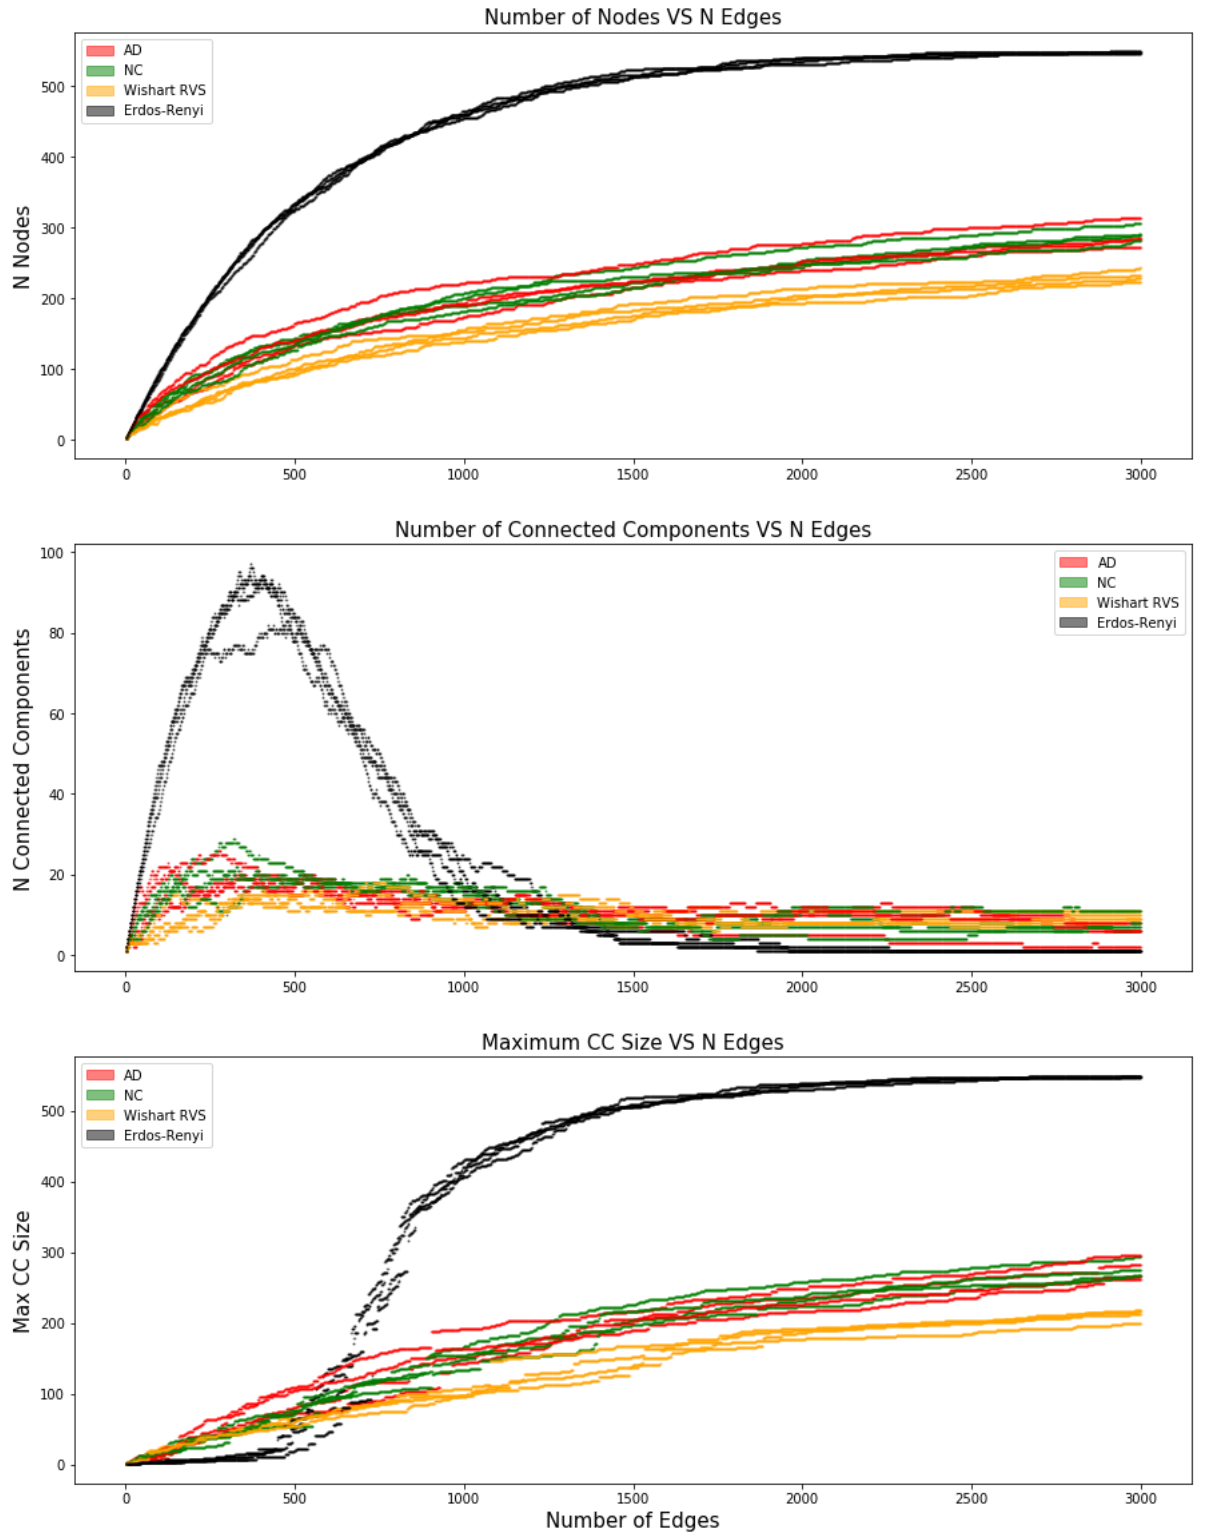 Number of Nodes VS N Edges
AD
NC
Wishart RVS
Erdos-Renyi
N Nodes
500
400
300
200
100
0
0 500 1000 1500 2000 2500 3000
Number of Connected Components VS N Edges
AD
NC
Wishart RVS
Erdos-Renyi
N Connected Components
100
80
60
40
20
0
0 500 1000 1500 2000 2500 3000
Maximum CC Size VS N Edges
AD
NC
Wishart RVS
Erdos-Renyi
Max CC Size
500
400
300
200
100
0
0 500 1000 1500 2000 2500 3000
Number of Edges